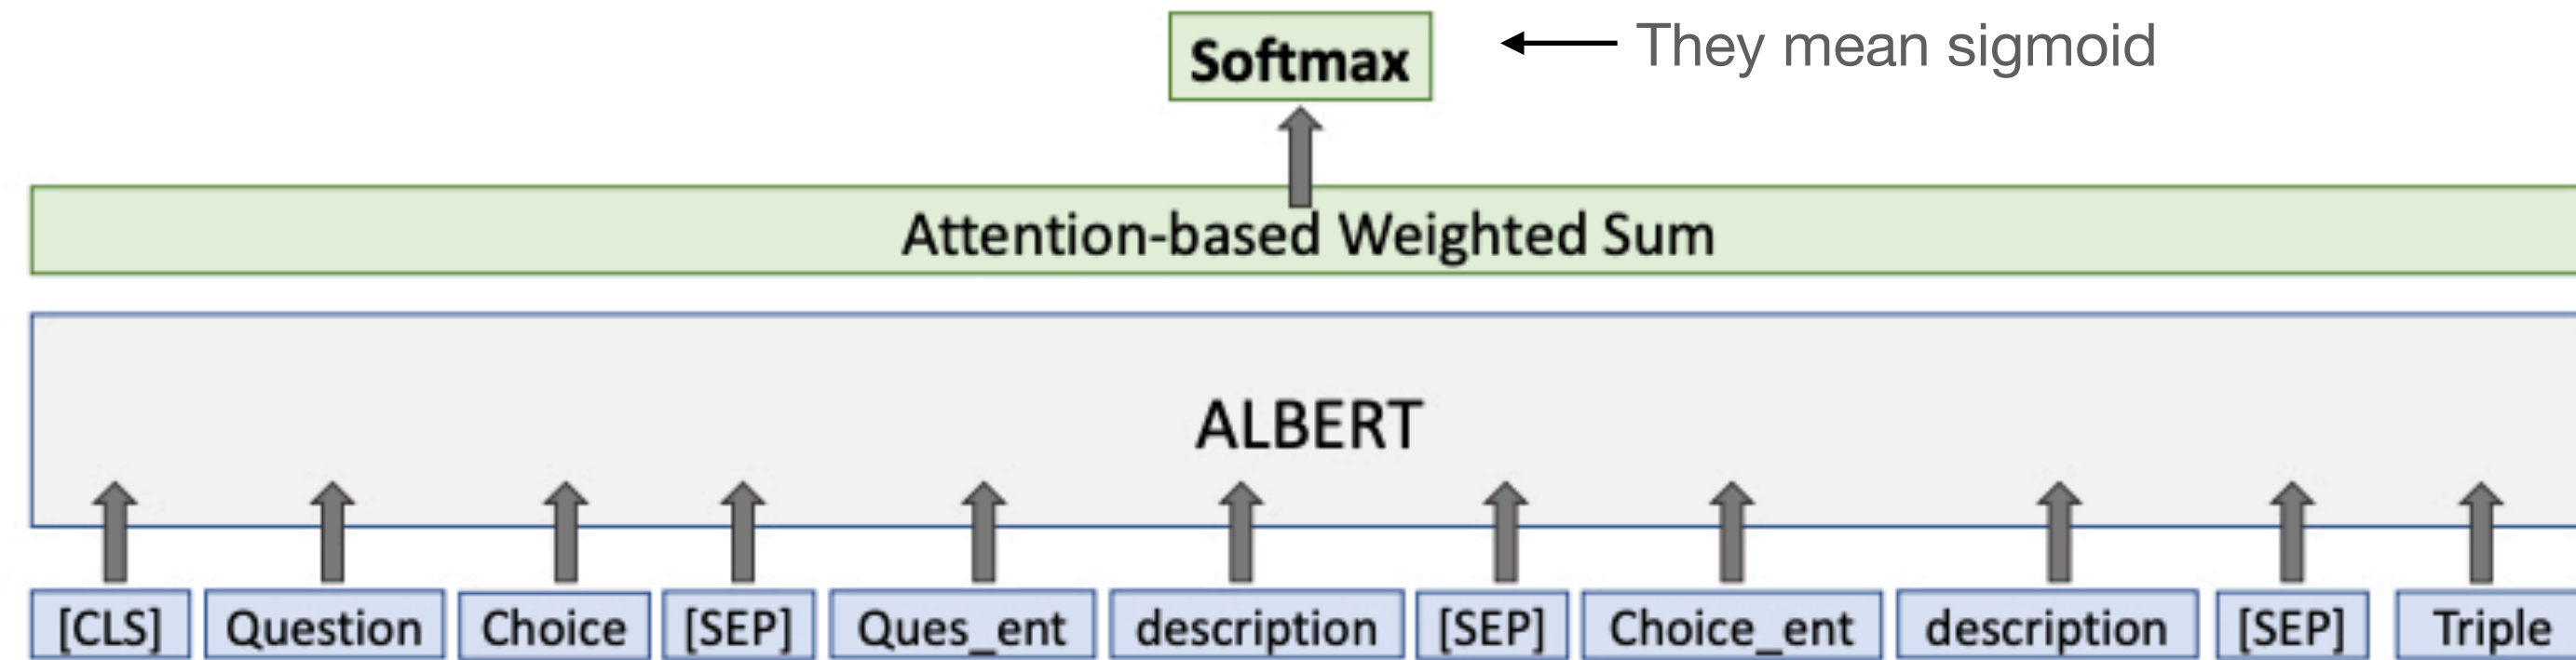 Softmax
They mean sigmoid
Attention-based Weighted Sum
ALBERT
[CLS] Question Choice [SEP] Ques_ent description [SEP] Choice_ent description [SEP] Triple